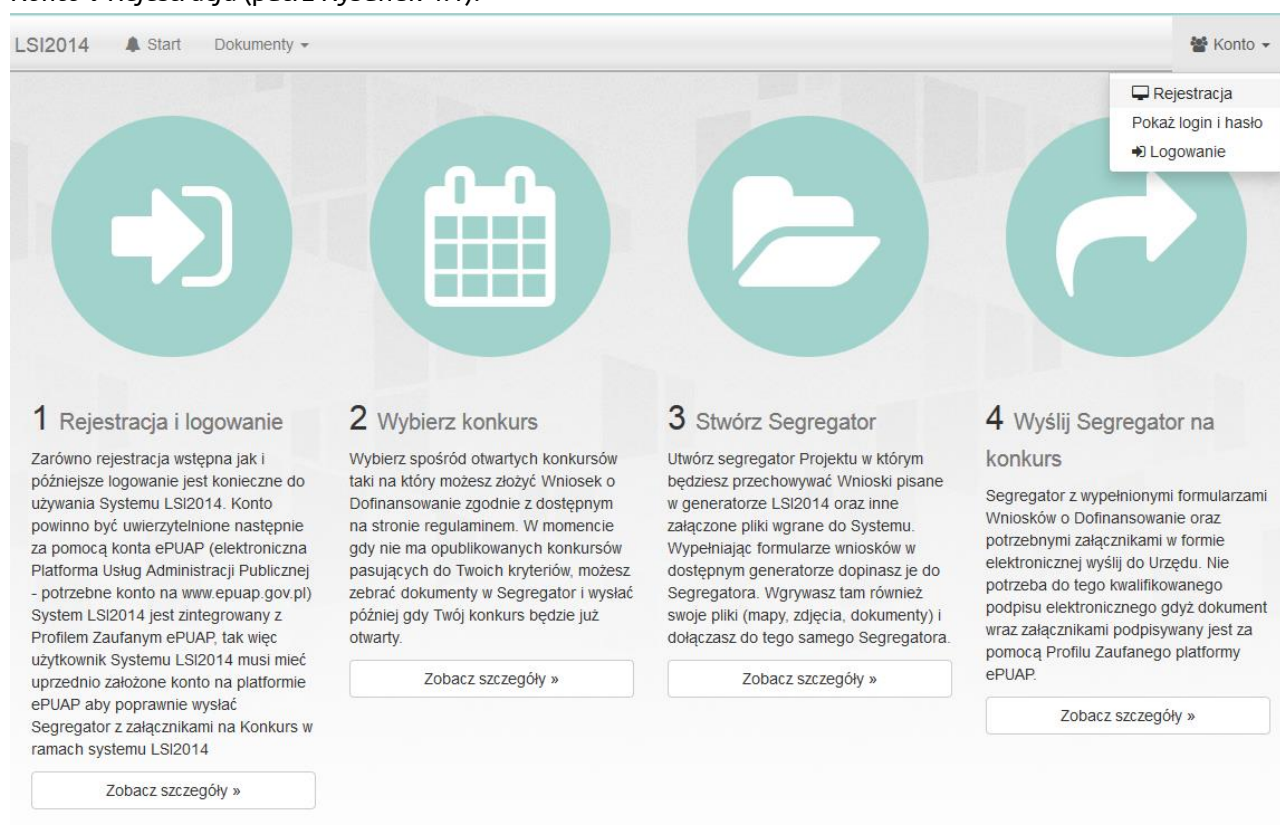 LSI2014 Start Dokumenty Konto
Rejestracja
Pokaż login i hasło
Logowanie
1 Rejestracja i logowanie
Zarówno rejestracja wstępna jak i
późniejsze logowanie jest konieczne do
używania Systemu LSI2014. Konto
powinno być uwierzytelnione następnie
za pomocą konta ePUAP (elektroniczna
Platforma Usług Administracji Publicznej
- potrzebne konto na www.epuap.gov.pl)
System LSI2014 jest zintegrowany z
Profilem Zaufanym ePUAP, tak więc
użytkownik Systemu LSI2014 musi mieć
uprzednio założone konto na platformie
ePUAP aby poprawnie wysłać
Segregator z załącznikami na Konkurs w
ramach systemu LSI2014
Zobacz szczegóły »
2 Wybierz konkurs
Wybierz spośród otwartych konkursów
taki na który możesz złożyć Wniosek o
Dofinansowanie zgodnie z dostępnym
na stronie regulaminem. W momencie
gdy nie ma opublikowanych konkursów
pasujących do Twoich kryteriów, możesz
zebrać dokumenty w Segregator i wysłać
później gdy Twój konkurs będzie już
otwarty.
Zobacz szczegóły »
3 Stwórz Segregator
Utwórz segregator Projektu w którym
będziesz przechowywać Wnioski pisane
w generatorze LSI2014 oraz inne
załączone pliki wgrane do Systemu.
Wypełniając formularze wniosków w
dostępnym generatorze dopinasz je do
Segregatora. Wgrywasz tam również
swoje pliki (mapy, zdjęcia, dokumenty) i
dołączasz do tego samego Segregatora.
Zobacz szczegóły »
4 Wyślij Segregator na
konkurs
Segregator z wypełnionymi formularzami
Wniosków o Dofinansowanie oraz
potrzebnymi załącznikami w formie
elektronicznej wyślij do Urzędu. Nie
potrzeba do tego kwalifikowanego
podpisu elektronicznego gdyż dokument
wraz załącznikami podpisywany jest za
pomocą Profilu Zaufanego platformy
ePUAP.
Zobacz szczegóły »